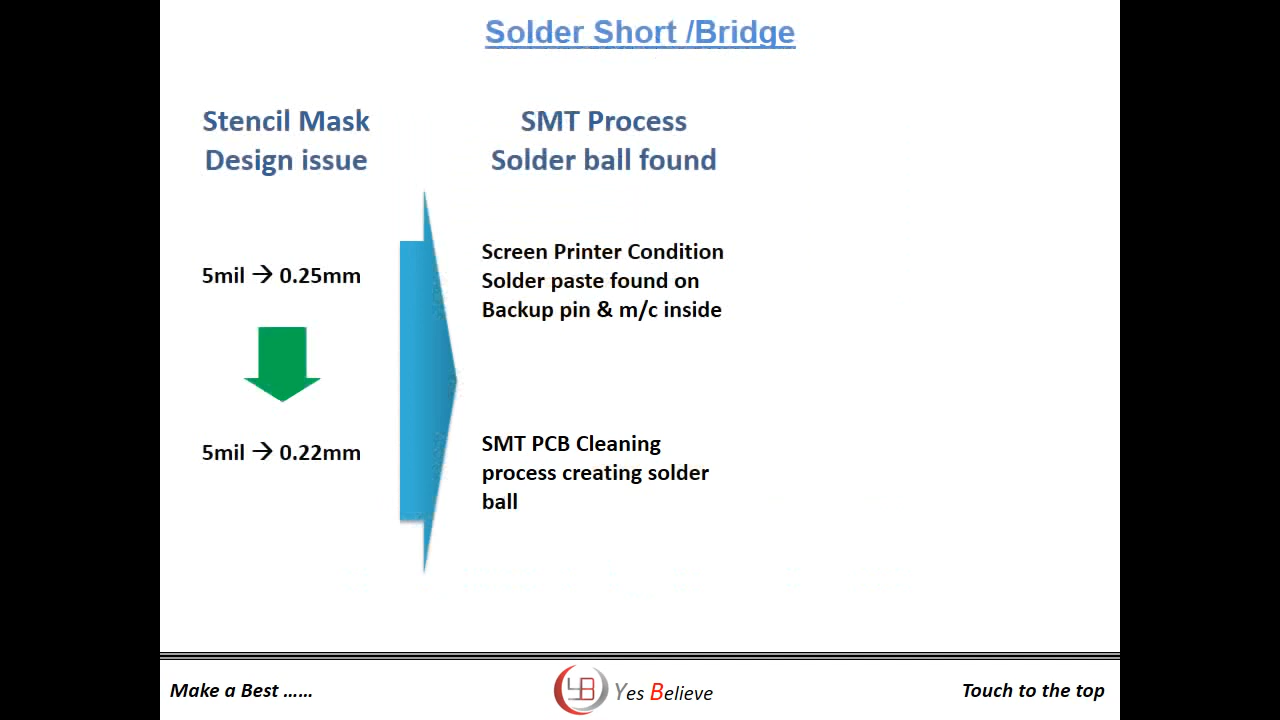 Solder Short /Bridge
Stencil Mask
Design issue
SMT Process
Solder ball found
5mil → 0.25mm
5mil → 0.22mm
Screen Printer Condition
Solder paste found on
Backup pin & m/c inside
SMT PCB Cleaning
process creating solder
ball
Make a Best ......
YB
Yes Believe
Touch to the top